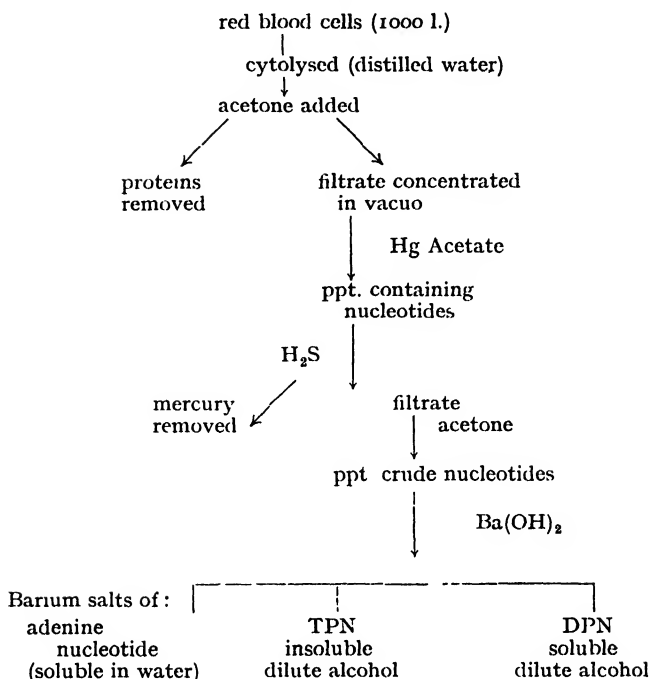 red blood cells (1000 l.)
cytolysed (distilled water)
acetone added
proteins
removed
filtrate concentrated
in vacuo
Hg Acetate
ppt. containing
nucleotides
H₂S
mercury
removed
filtrate
acetone
ppt crude nucleotides
Ba(OH)₂
Barium salts of :
adenine
nucleotide
(soluble in water)
TPN
insoluble
dilute alcohol
DPN
soluble
dilute alcohol